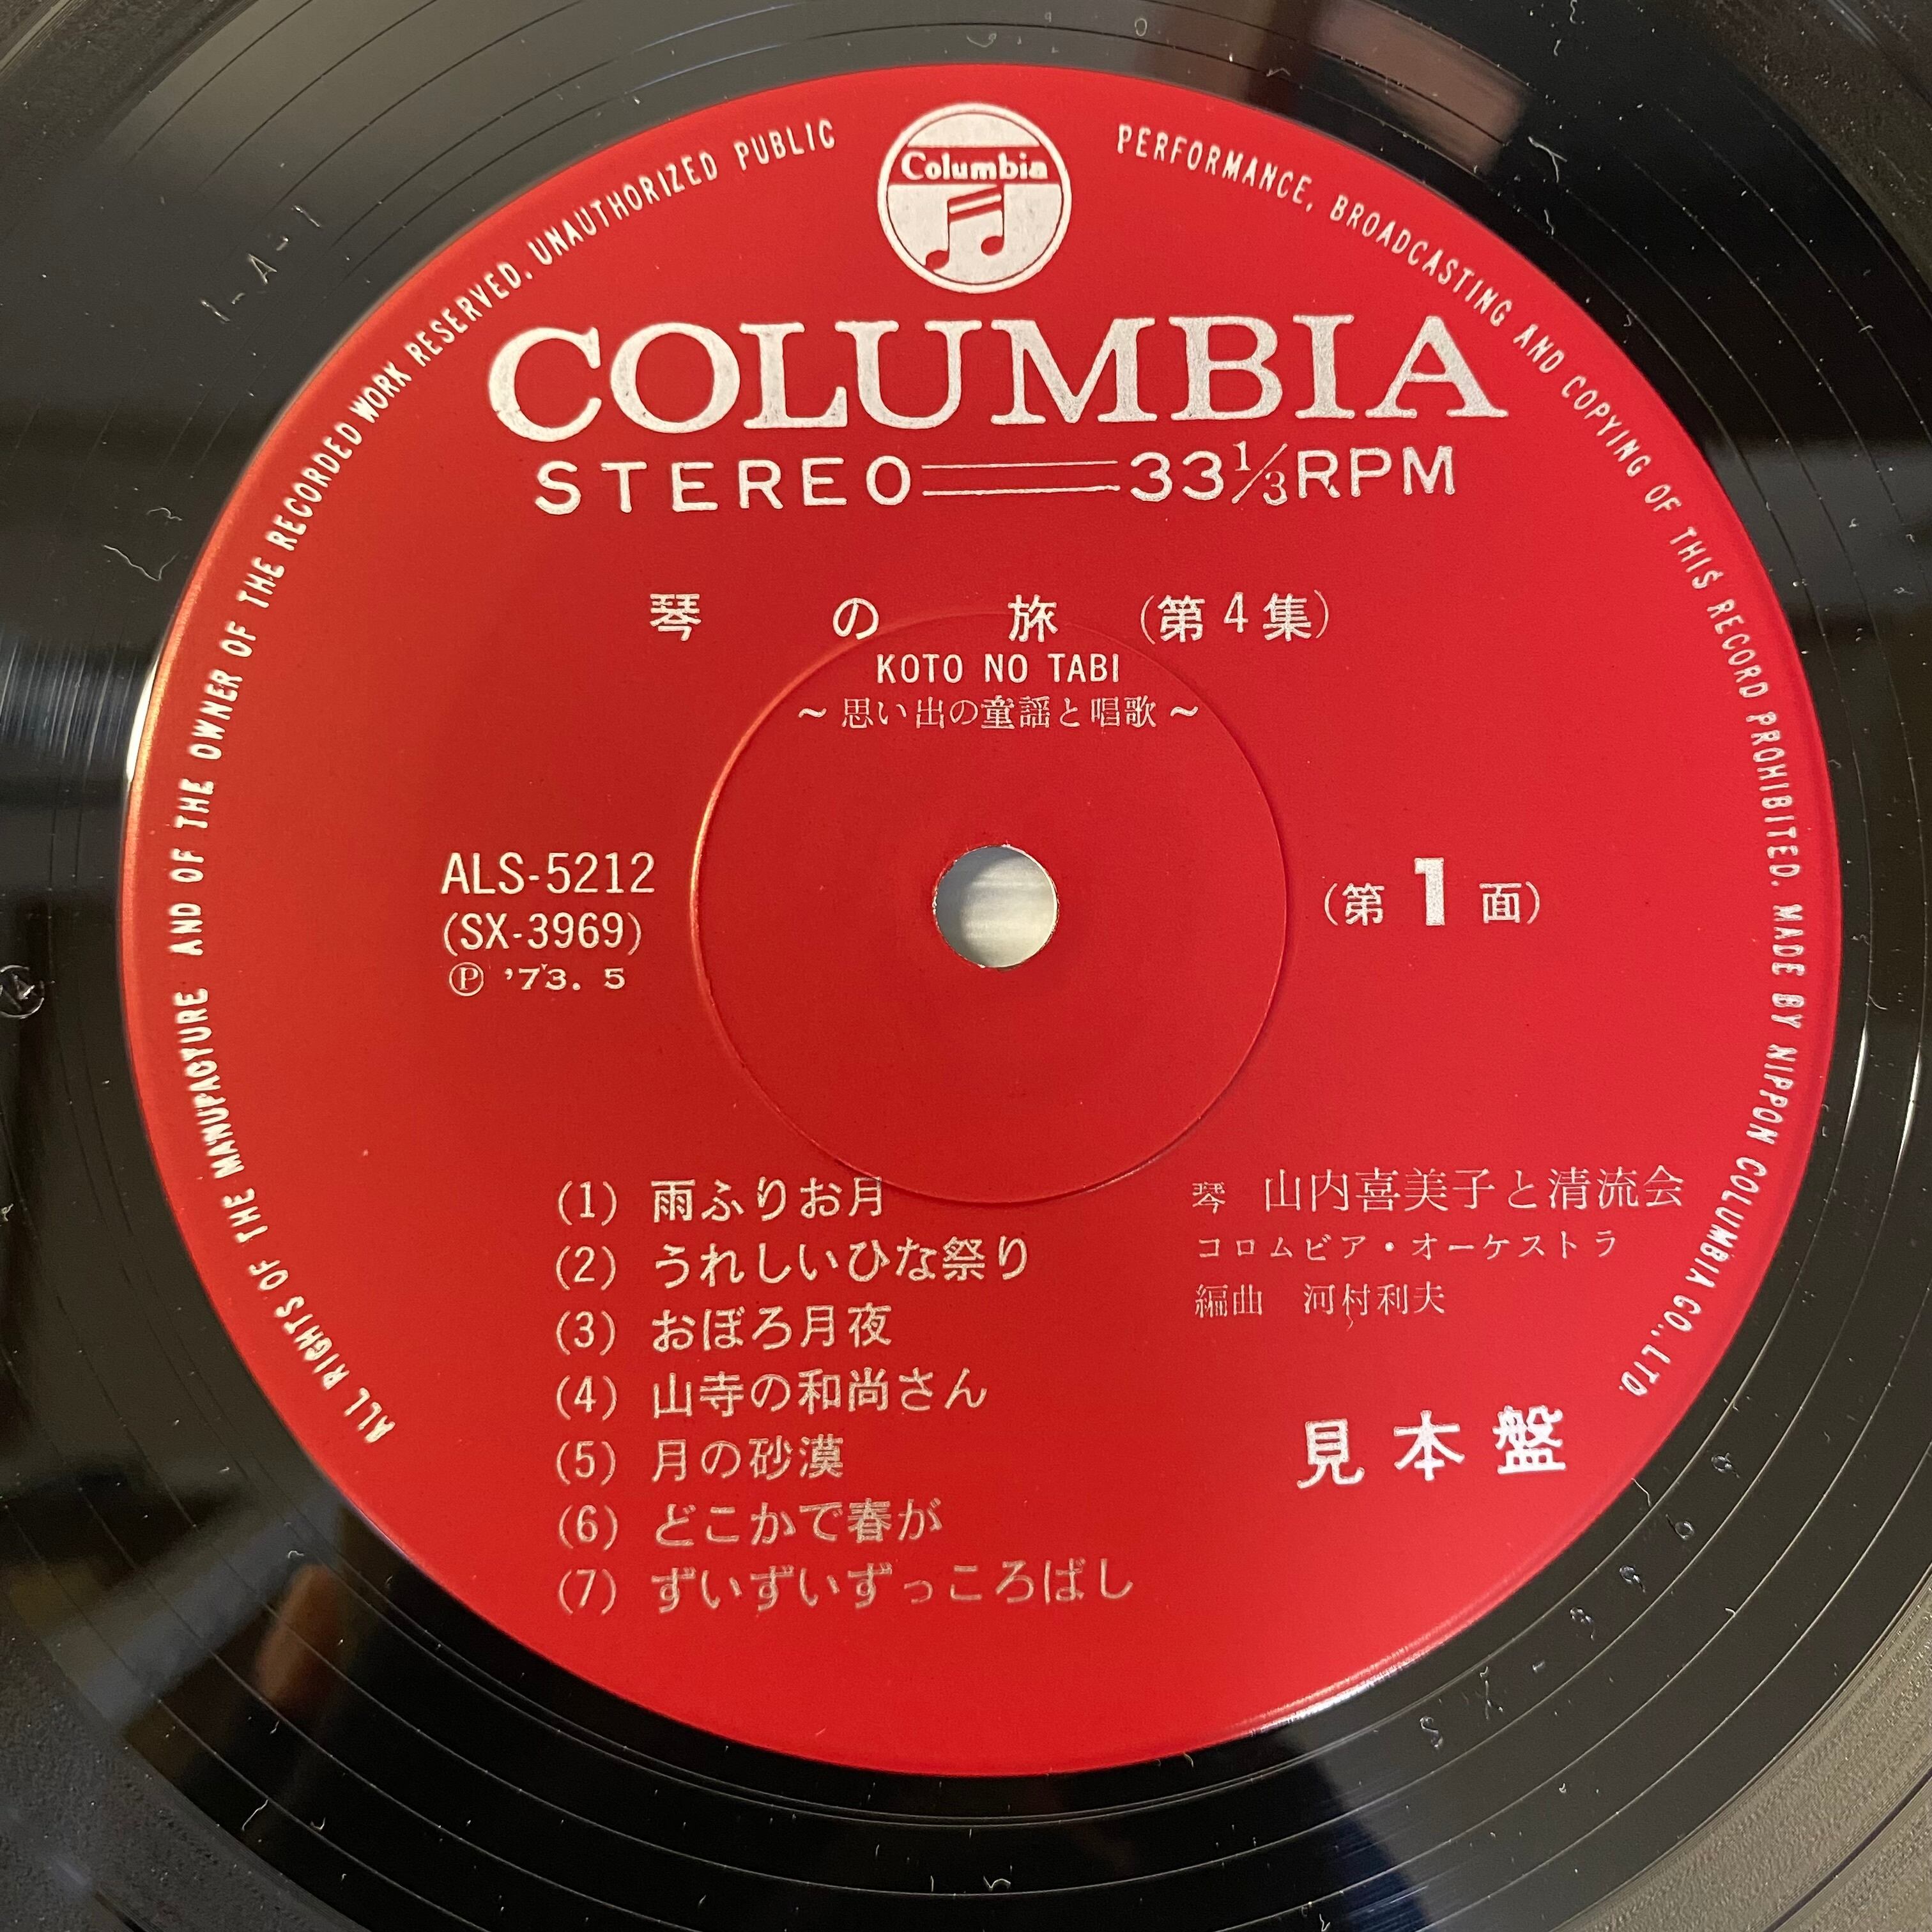 Columbia
ALL RIGHTS OF THE MANUFACTURE AND OF THE OWNER OF THE RECORDED WORK RESERVED. UNAUTHORIZED PUBLIC PERFORMANCE, BROADCASTING AND COPYING OF THIS RECORD PROHIBITED. MADE BY NIPPON COLUMBIA CO., LTD.
COLUMBIA
STEREO 33⅓RPM
琴の旅 (第4集)
KOTO NO TABI
～思い出の童謡と唱歌～
ALS-5212
(SX-3969)
Ⓟ '73. 5
(第1面)
(1) 雨ふりお月
(2) うれしいひな祭り
(3) おぼろ月夜
(4) 山寺の和尚さん
(5) 月の砂漠
(6) どこかで春が
(7) ずいずいずっころばし
琴 山内喜美子と清流会
コロムビア・オーケストラ
編曲 河村利夫
見本盤
1-A-1